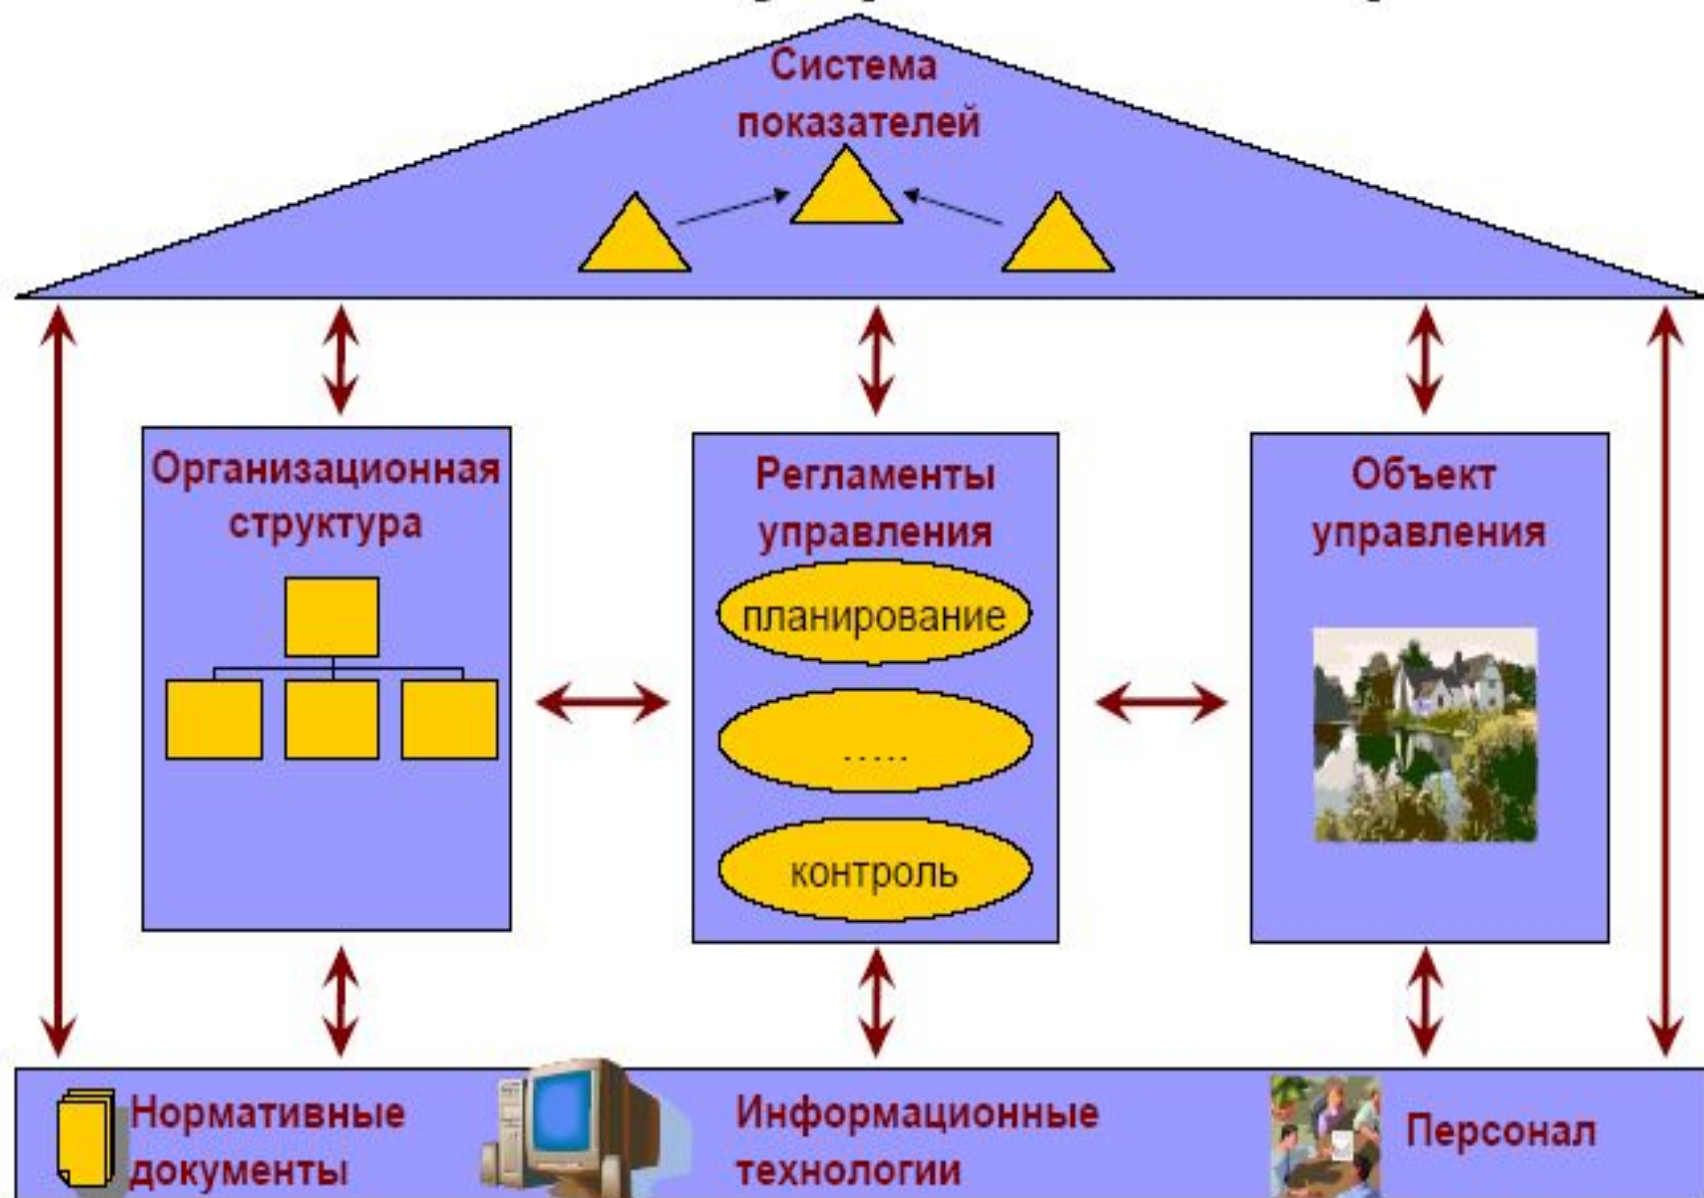 Система
показателей
Организационная
структура
Регламенты
управления
планирование
.....
контроль
Объект
управления
Нормативные
документы
Информационные
технологии
Персонал